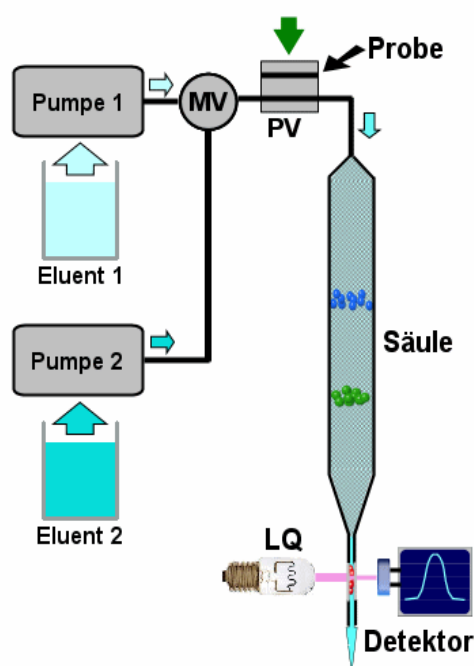 Probe
Pumpe 1
MV
PV
Eluent 1
Säule
Pumpe 2
Eluent 2
LQ
Detektor